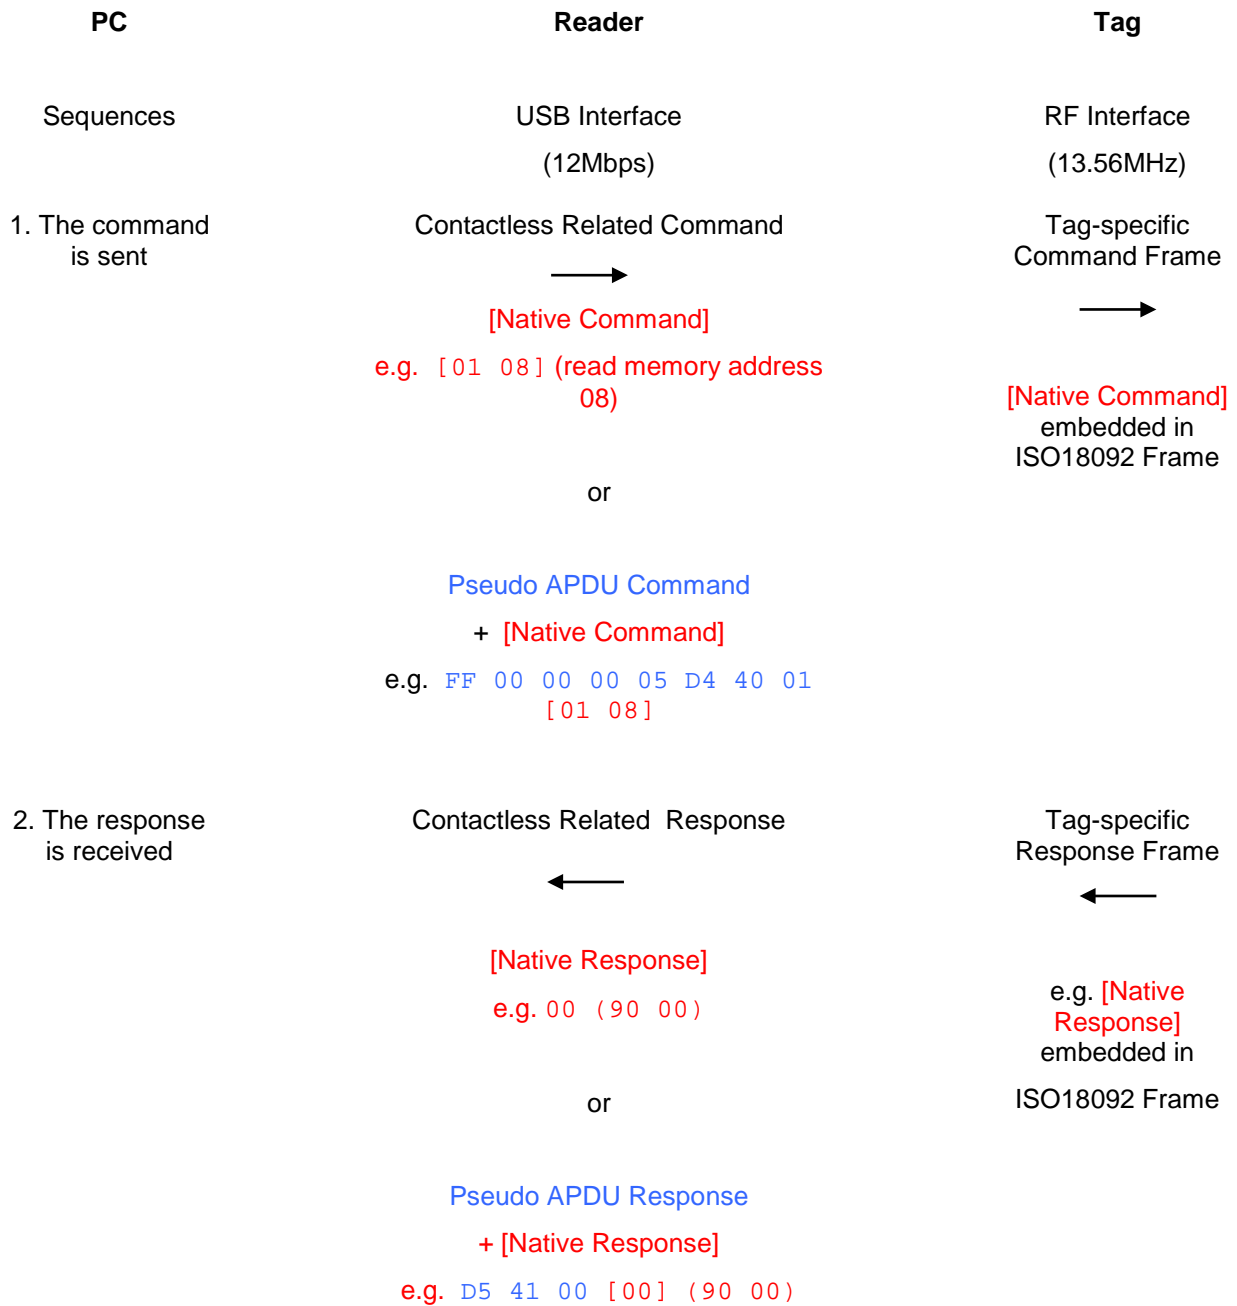 PC Reader Tag
Sequences USB Interface RF Interface
(12Mbps) (13.56MHz)
1. The command Contactless Related Command Tag-specific
is sent Command Frame
[Native Command]
e.g. [01 08] (read memory address
08) [Native Command]
embedded in
ISO18092 Frame
or
Pseudo APDU Command
+ [Native Command]
e.g. FF 00 00 00 05 D4 40 01
[01 08]
2. The response Contactless Related Response Tag-specific
is received Response Frame
[Native Response]
e.g. 00 (90 00) e.g. [Native
Response]
embedded in
or ISO18092 Frame
Pseudo APDU Response
+ [Native Response]
e.g. D5 41 00 [00] (90 00)